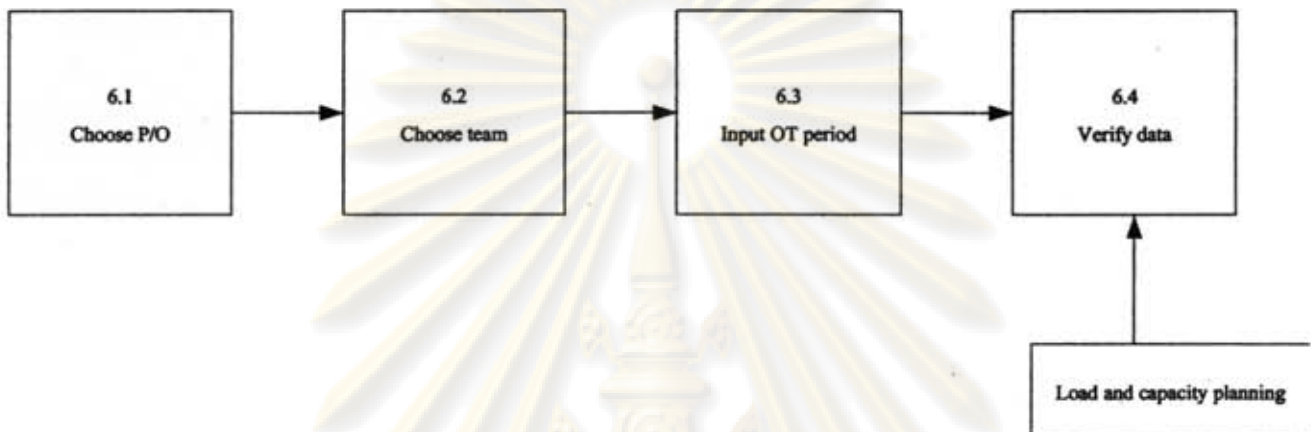 6.1
Choose P/O
6.2
Choose team
6.3
Input OT period
6.4
Verify data
Load and capacity planning